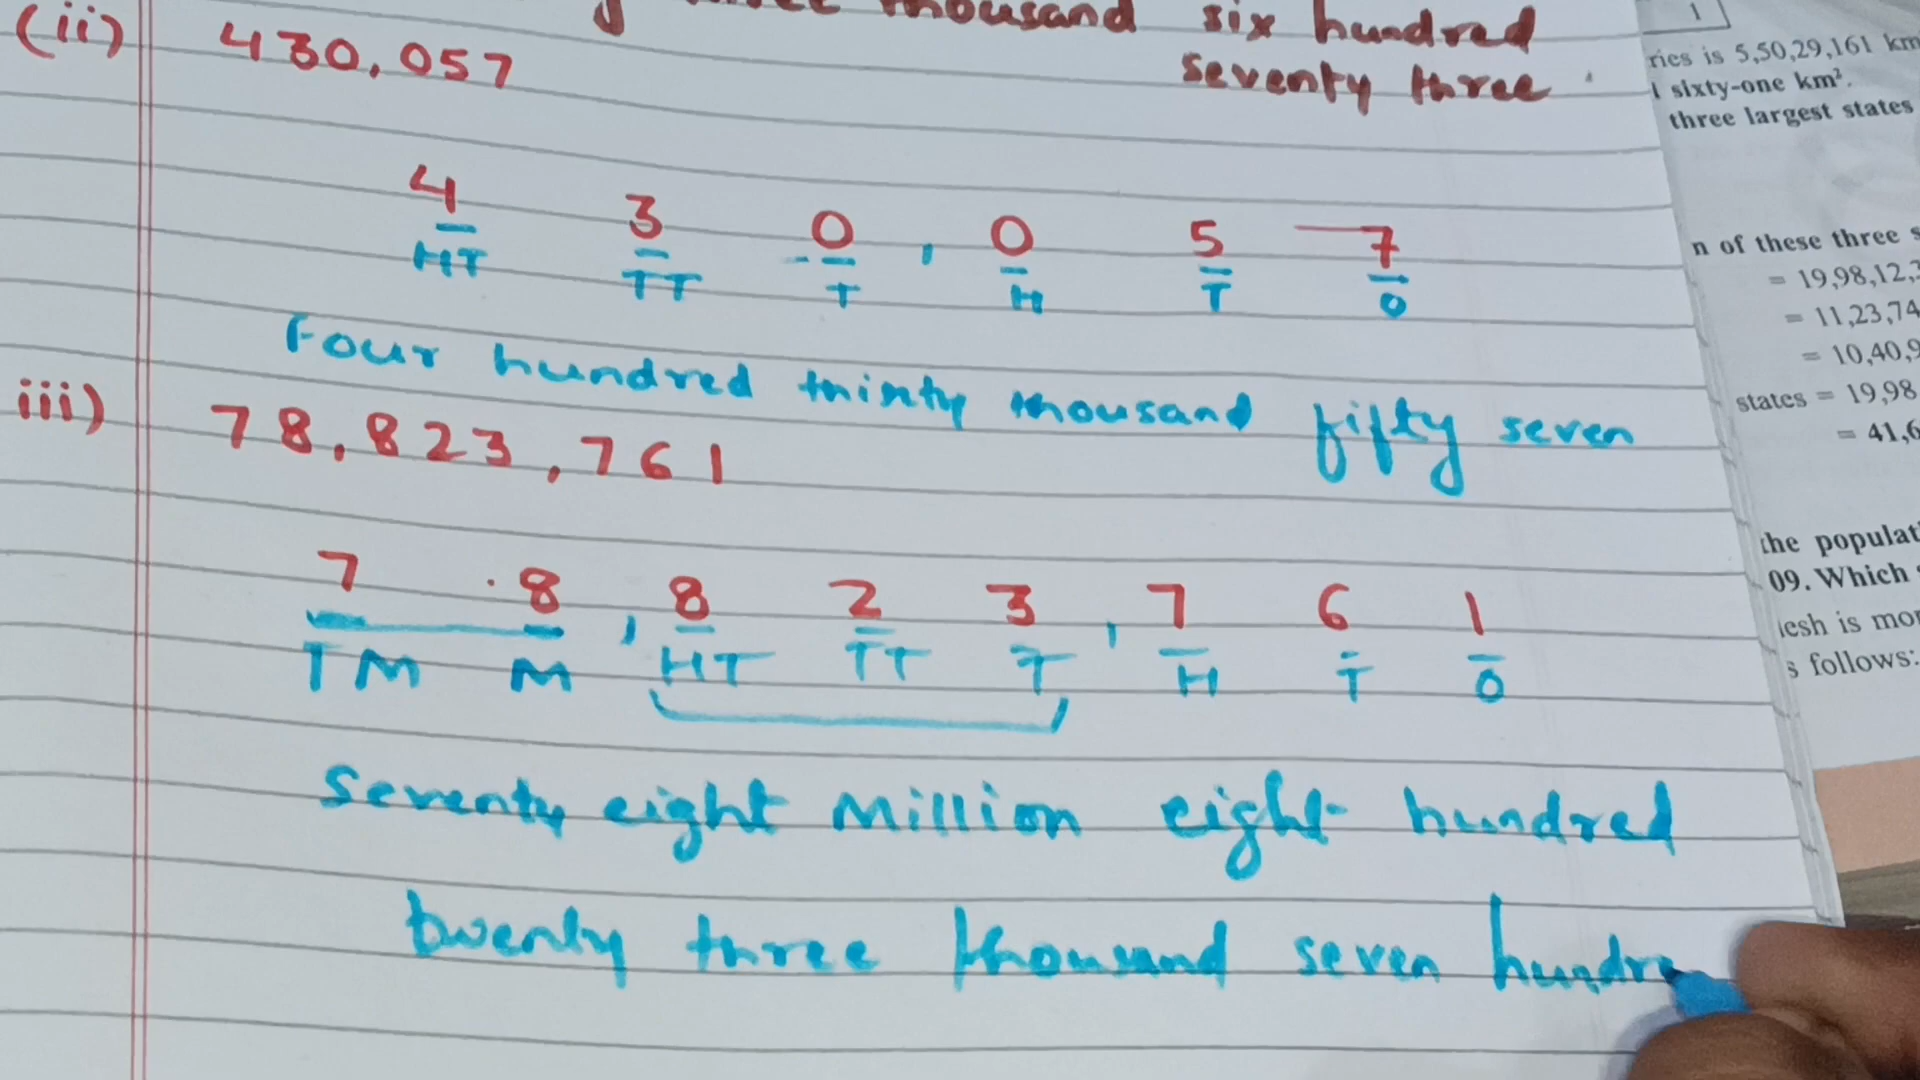 thousand six hundred
seventy three
(ii) 430,057
4 3 0 , 0 5 7
HT TT T H T O
Four hundred thirty thousand fifty seven
iii) 78,823,761
7 8 , 8 2 3 , 7 6 1
TM M HT TT T H T O
Seventy eight Million eight hundred
twenty three thousand seven hundre
1
ries is 5,50,29,161 km
sixty-one km².
three largest states
n of these three s
= 19,98,12,
= 11,23,74
= 10,40,9
states = 19,98
= 41,6
the populat
09. Which
esh is mor
s follows: